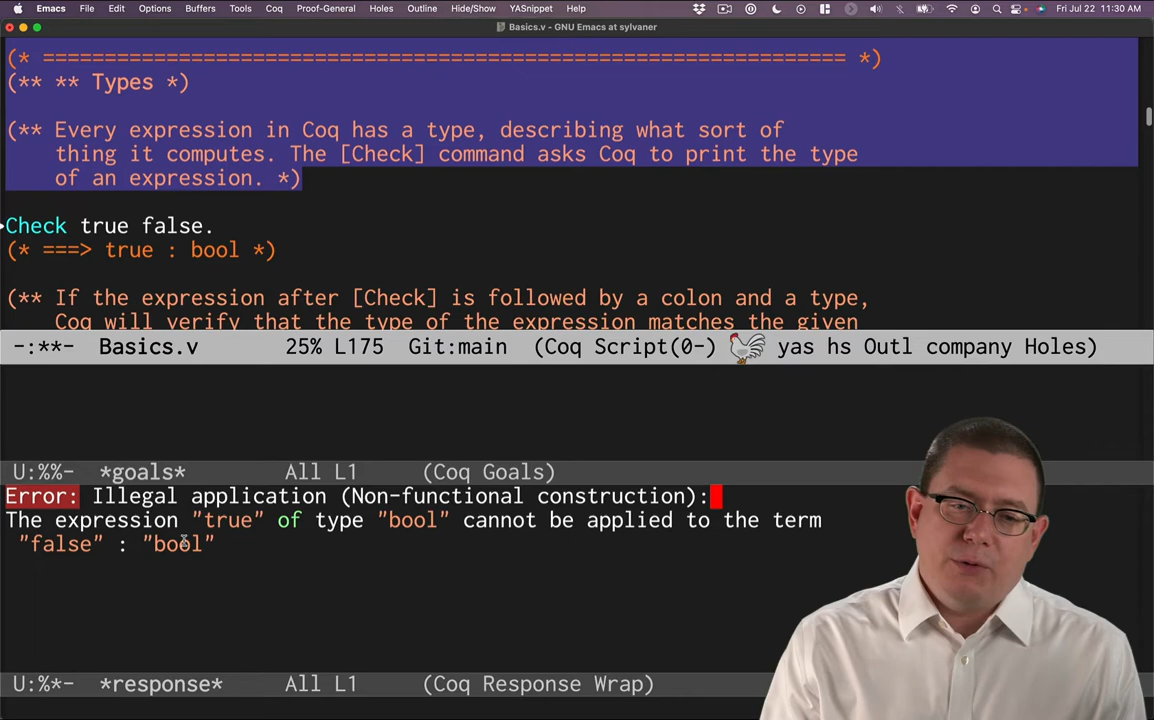 Emacs File Edit Options Buffers Tools Coq Proof-General Holes Outline Hide/Show YASnippet Help Fri Jul 22 11:30 AM
Basics.v - GNU Emacs at sylvaner
(* =================================================================== *)
(** ** Types *)
(** Every expression in Coq has a type, describing what sort of
thing it computes. The [Check] command asks Coq to print the type
of an expression. *)
Check true false.
(* ===> true : bool *)
(** If the expression after [Check] is followed by a colon and a type,
Coq will verify that the type of the expression matches the given
-:**- Basics.v 25% L175 Git:main (Coq Script(0-) yas hs Outl company Holes)
U:%%- *goals* All L1 (Coq Goals)
Error: Illegal application (Non-functional construction):
The expression "true" of type "bool" cannot be applied to the term
"false" : "bool"
U:%*- *response* All L1 (Coq Response Wrap)